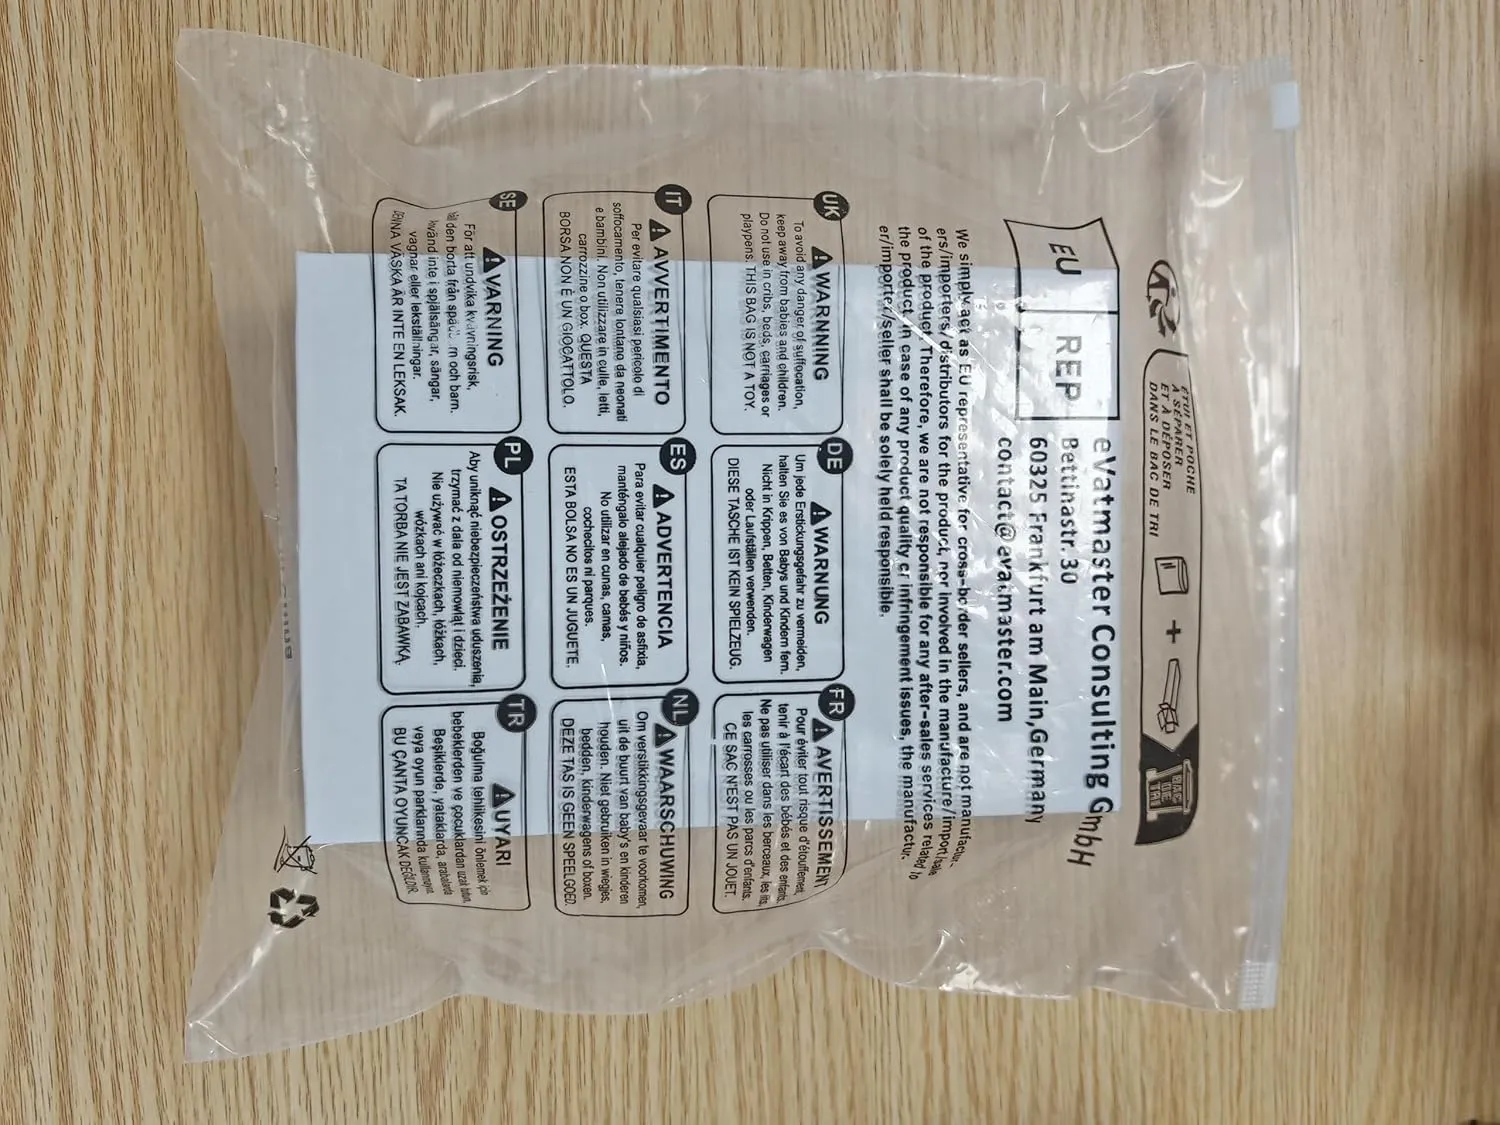 ÉTUI ET POCHE
À SÉPARER
ET À DÉPOSER
DANS LE BAC DE TRI
+
BAC
DE
TRI
EU REP
eVatmaster Consulting GmbH
Bettinastr.30
60325 Frankfurt am Main,Germany
contact@evatmaster.com
We simply act as EU representative for cross-border sellers, and are not manufactur-
ers/importers/distributors for the product, nor involved in the manufacture/import/sale
of the product. Therefore, we are not responsible for any after-sales services related to
the product, in case of any product quality or infringement issues, the manufactur-
er/importer/seller shall be solely held responsible.
UK
WARNNING
To avoid any danger of suffocation,
keep away from babies and children.
Do not use in cribs, beds, carriages or
playpens. THIS BAG IS NOT A TOY.
DE
WARNUNG
Um jede Erstickungsgefahr zu vermeiden,
halten Sie es von Babys und Kindern fern.
Nicht in Krippen, Betten, Kinderwagen
oder Laufställen verwenden.
DIESE TASCHE IST KEIN SPIELZEUG.
FR
AVERTISSEMENT
Pour éviter tout risque d'étouffement,
tenir à l'écart des bébés et des enfants.
Ne pas utiliser dans les berceaux, les lits,
les carrosses ou les parcs d'enfants.
CE SAC N'EST PAS UN JOUET.
IT
AVVERTIMENTO
Per evitare qualsiasi pericolo di
soffocamento, tenere lontano da neonati
e bambini. Non utilizzare in culle, letti,
carrozzine o box. QUESTA
BORSA NON È UN GIOCATTOLO.
ES
ADVERTENCIA
Para evitar cualquier peligro de asfixia,
manténgalo alejado de bebés y niños.
No utilizar en cunas, camas,
cochecitos ni parques.
ESTA BOLSA NO ES UN JUGUETE.
NL
WAARSCHUWING
Om verstikkingsgevaar te voorkomen,
uit de buurt van baby's en kinderen
houden. Niet gebruiken in wiegjes,
bedden, kinderwagens of boxen.
DEZE TAS IS GEEN SPEELGOED.
SE
VARNING
För att undvika kvävningsrisk,
håll den borta från spädbarn och barn.
Använd inte i spjälsängar, sängar,
vagnar eller lekställningar.
DENNA VÄSKA ÄR INTE EN LEKSAK.
PL
OSTRZEŻENIE
Aby uniknąć niebezpieczeństwa uduszenia,
trzymać z dala od niemowląt i dzieci.
Nie używać w łóżeczkach, łóżkach,
wózkach ani kojcach.
TA TORBA NIE JEST ZABAWKĄ.
TR
UYARI
Boğulma tehlikesini önlemek için
bebeklerden ve çocuklardan uzak tutun.
Beşiklerde, yataklarda, arabalarda
veya oyun parklarında kullanmayın.
BU ÇANTA OYUNCAK DEĞİLDİR.